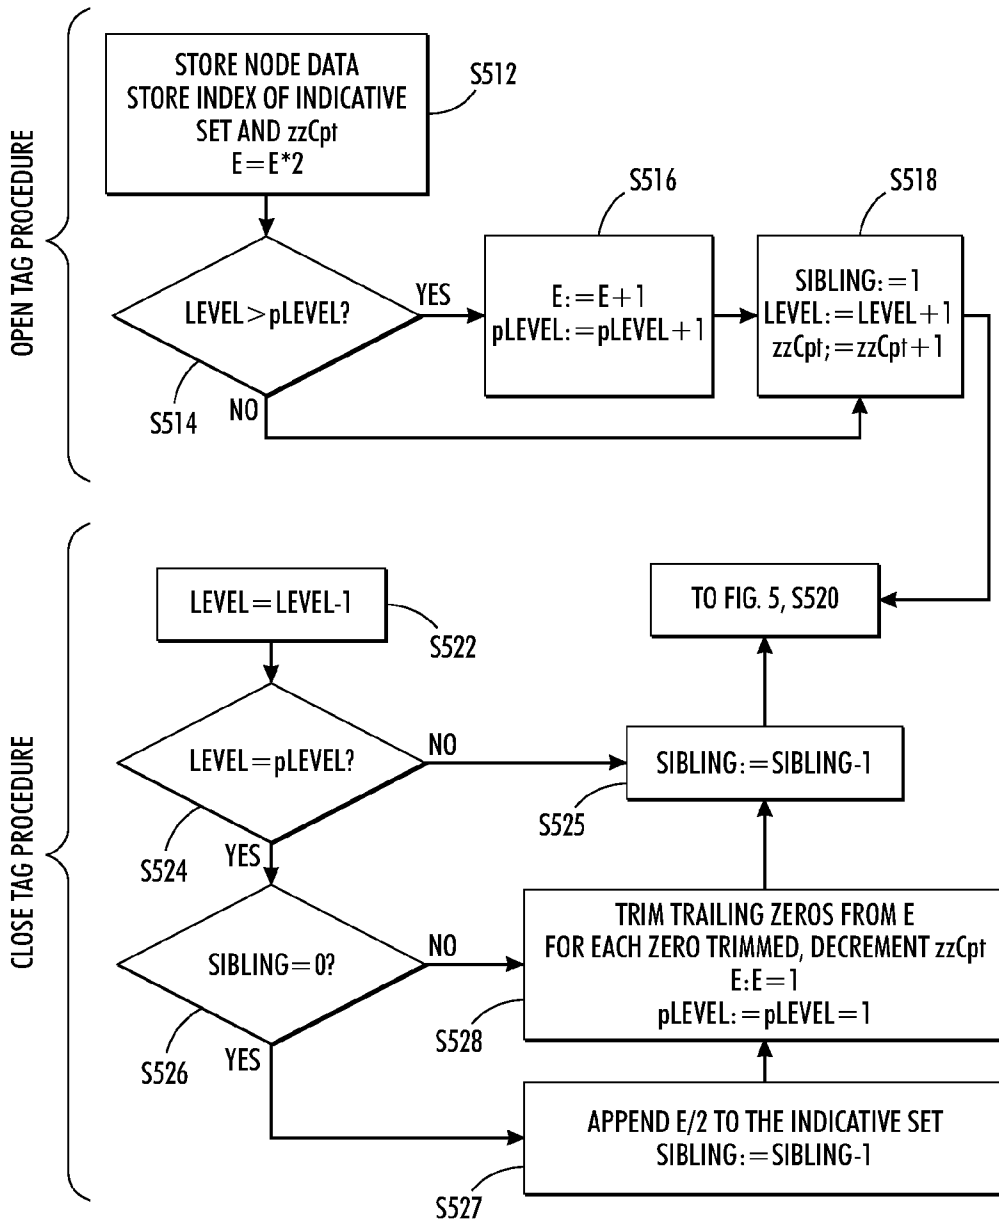 OPEN TAG PROCEDURE
STORE NODE DATA
STORE INDEX OF INDICATIVE
SET AND zzCpt
E=E*2
S512
LEVEL>pLEVEL?
YES
NO
S514
S516
E:=E+1
pLEVEL:=pLEVEL+1
S518
SIBLING:=1
LEVEL:=LEVEL+1
zzCpt;=zzCpt+1
CLOSE TAG PROCEDURE
LEVEL=LEVEL-1
S522
TO FIG. 5, S520
LEVEL=pLEVEL?
NO
YES
S524
SIBLING:=SIBLING-1
S525
SIBLING=0?
NO
YES
S526
TRIM TRAILING ZEROS FROM E
FOR EACH ZERO TRIMMED, DECREMENT zzCpt
E:E=1
pLEVEL:=pLEVEL=1
S528
APPEND E/2 TO THE INDICATIVE SET
SIBLING:=SIBLING-1
S527